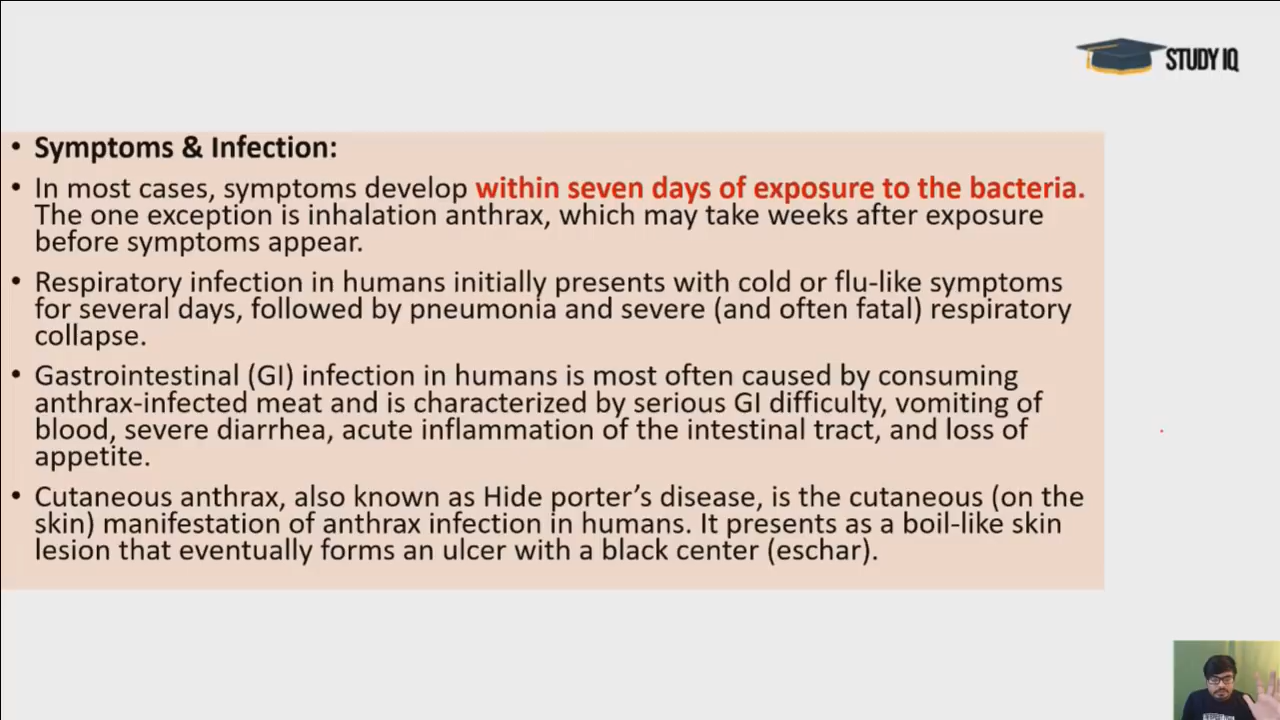 STUDY IQ
• Symptoms & Infection:
• In most cases, symptoms develop within seven days of exposure to the bacteria.
The one exception is inhalation anthrax, which may take weeks after exposure
before symptoms appear.
• Respiratory infection in humans initially presents with cold or flu-like symptoms
for several days, followed by pneumonia and severe (and often fatal) respiratory
collapse.
• Gastrointestinal (GI) infection in humans is most often caused by consuming
anthrax-infected meat and is characterized by serious GI difficulty, vomiting of
blood, severe diarrhea, acute inflammation of the intestinal tract, and loss of
appetite.
• Cutaneous anthrax, also known as Hide porter’s disease, is the cutaneous (on the
skin) manifestation of anthrax infection in humans. It presents as a boil-like skin
lesion that eventually forms an ulcer with a black center (eschar).